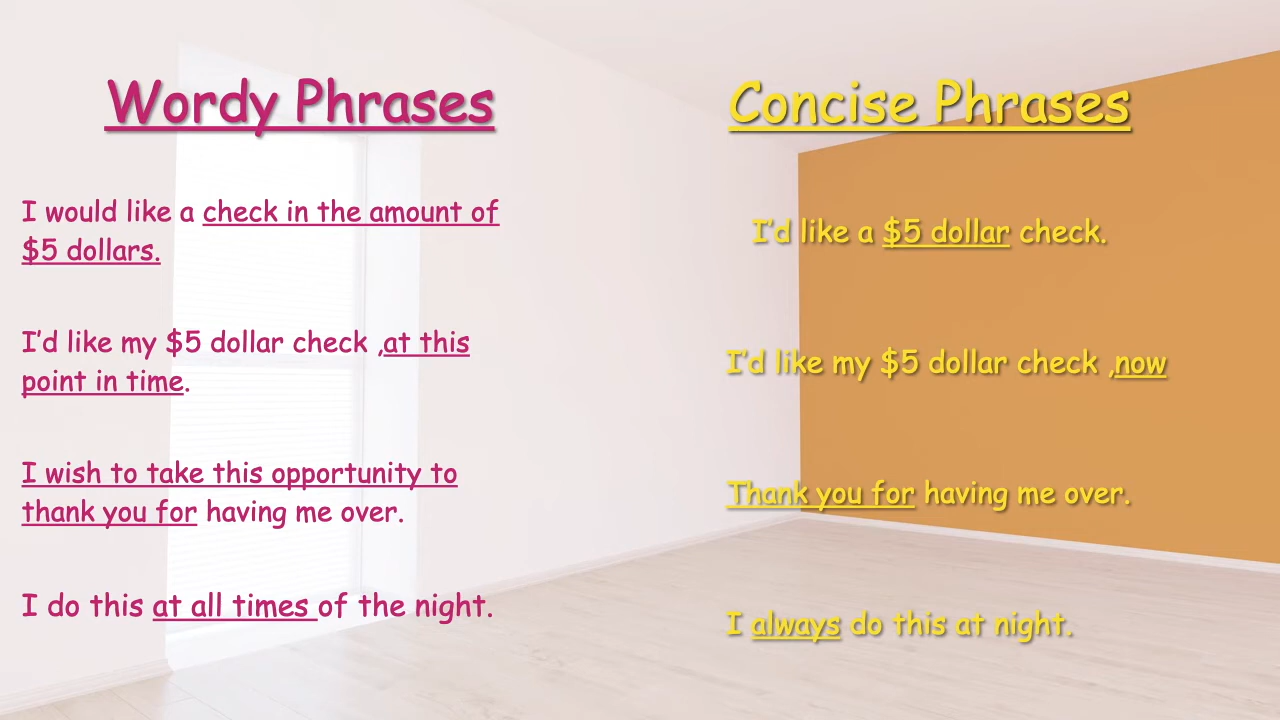 Wordy Phrases
I would like a check in the amount of
$5 dollars.
I'd like my $5 dollar check ,at this
point in time.
I wish to take this opportunity to
thank you for having me over.
I do this at all times of the night.
Concise Phrases
I'd like a $5 dollar check.
I'd like my $5 dollar check ,now
Thank you for having me over.
I always do this at night.